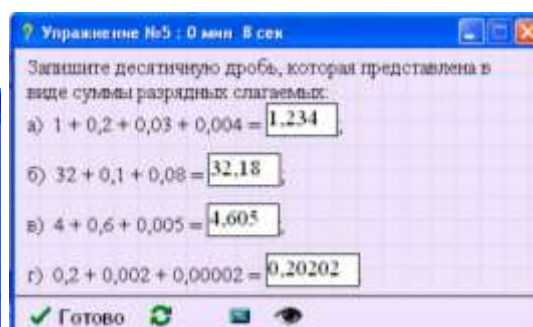 ? Упражнение №5 : 0 мин 8 сек
Запишите десятичную дробь, которая представлена в
виде суммы разрядных слагаемых:
а) 1 + 0,2 + 0,03 + 0,004 = 1,234 ,
б) 32 + 0,1 + 0,08 = 32,18 ;
в) 4 + 0,6 + 0,005 = 4,605 ;
г) 0,2 + 0,002 + 0,00002 = 0,20202
Готово